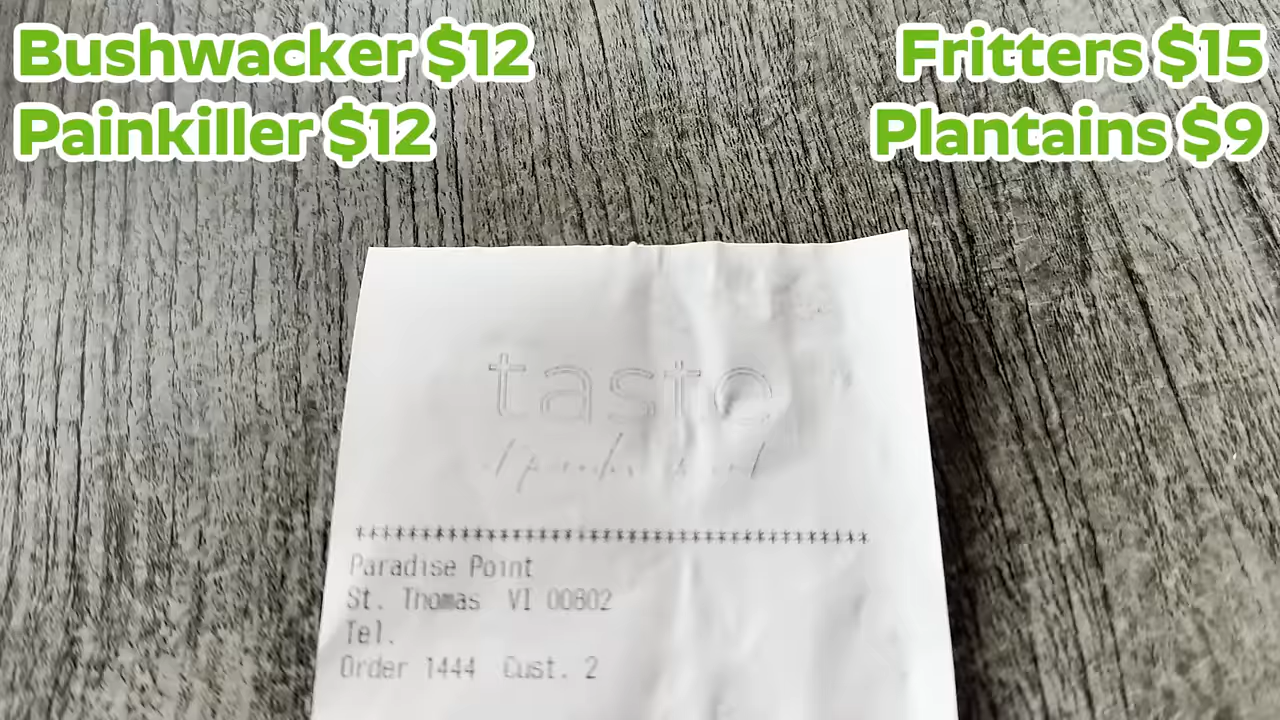 Bushwacker $12
Painkiller $12
Fritters $15
Plantains $9
taste
***************************************
Paradise Point
St. Thomas VI 00802
Tel.
Order 1444 Cust. 2